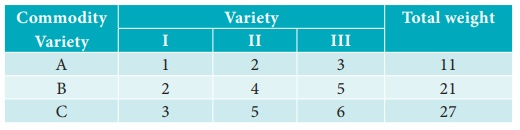 Commodity Variety Total weight
Variety I II III
A 1 2 3 11
B 2 4 5 21
C 3 5 6 27